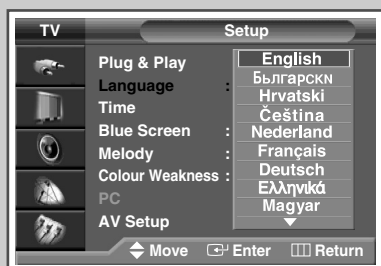 TV Setup
Plug & Play
Language :
Time
Blue Screen :
Melody :
Colour Weakness :
PC
AV Setup
English
Български
Hrvatski
Čeština
Nederland
Français
Deutsch
Ελληνικά
Magyar
Move Enter Return